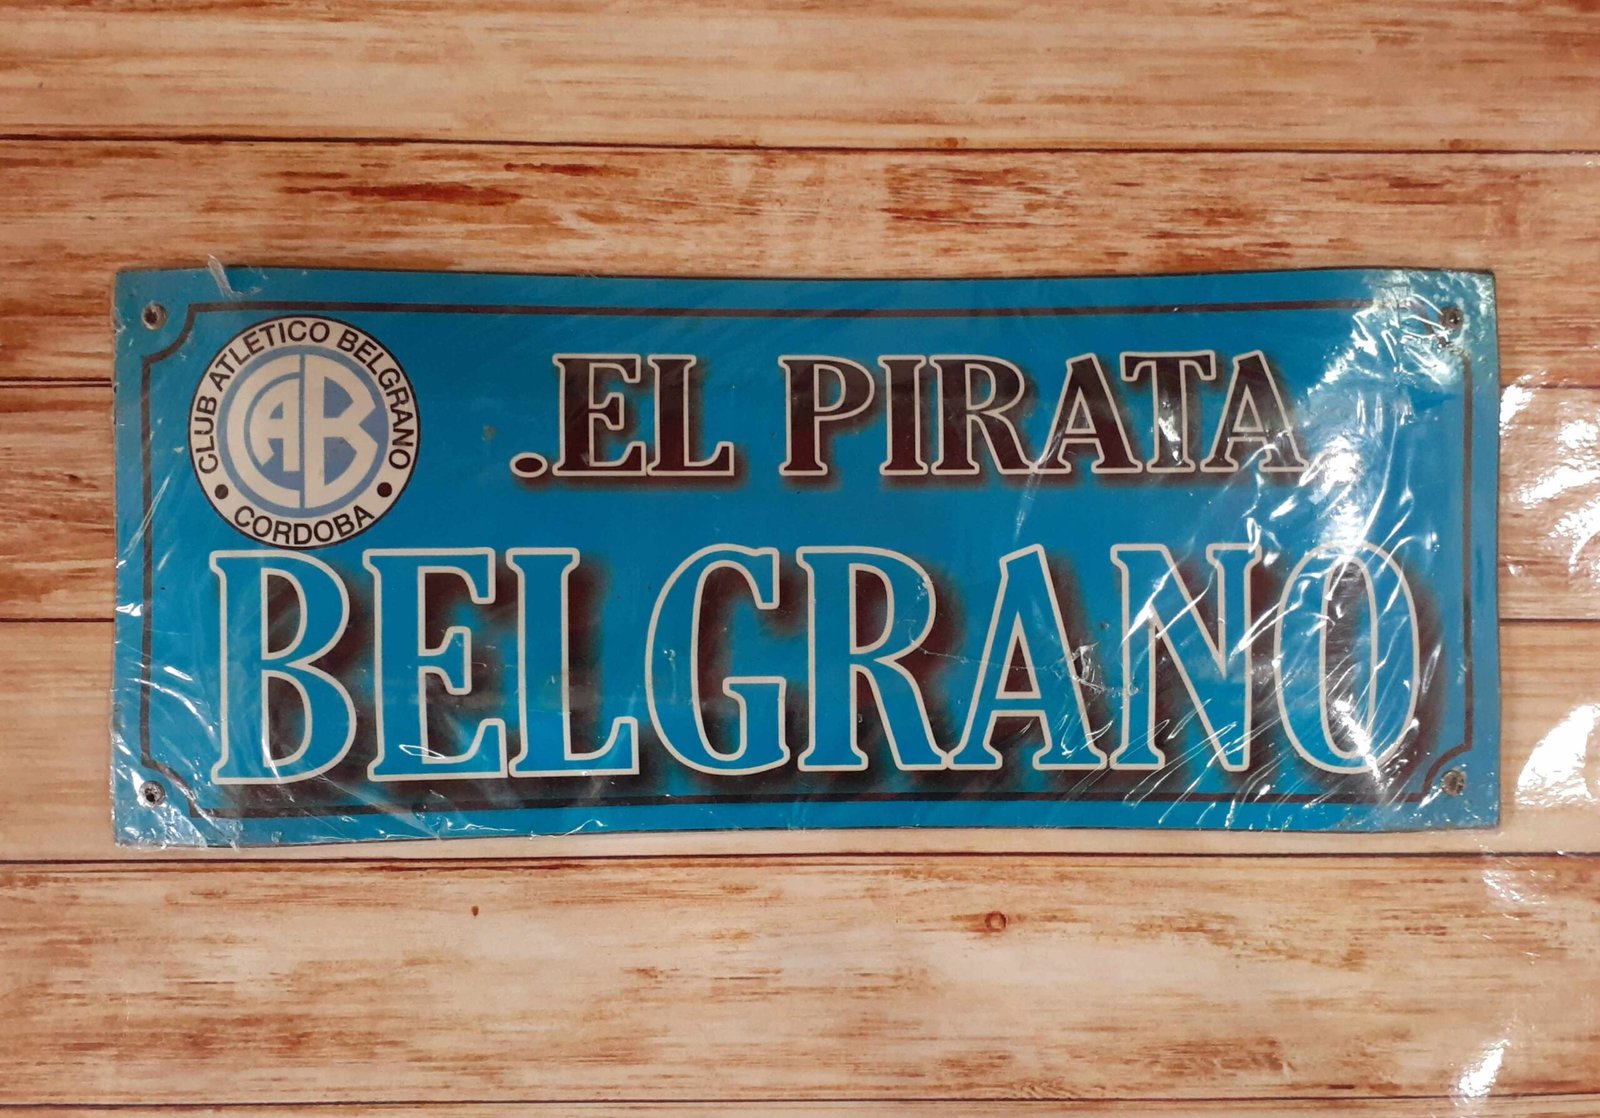 CLUB ATLETICO BELGRANO
CAB
• CORDOBA •
.EL PIRATA
BELGRANO